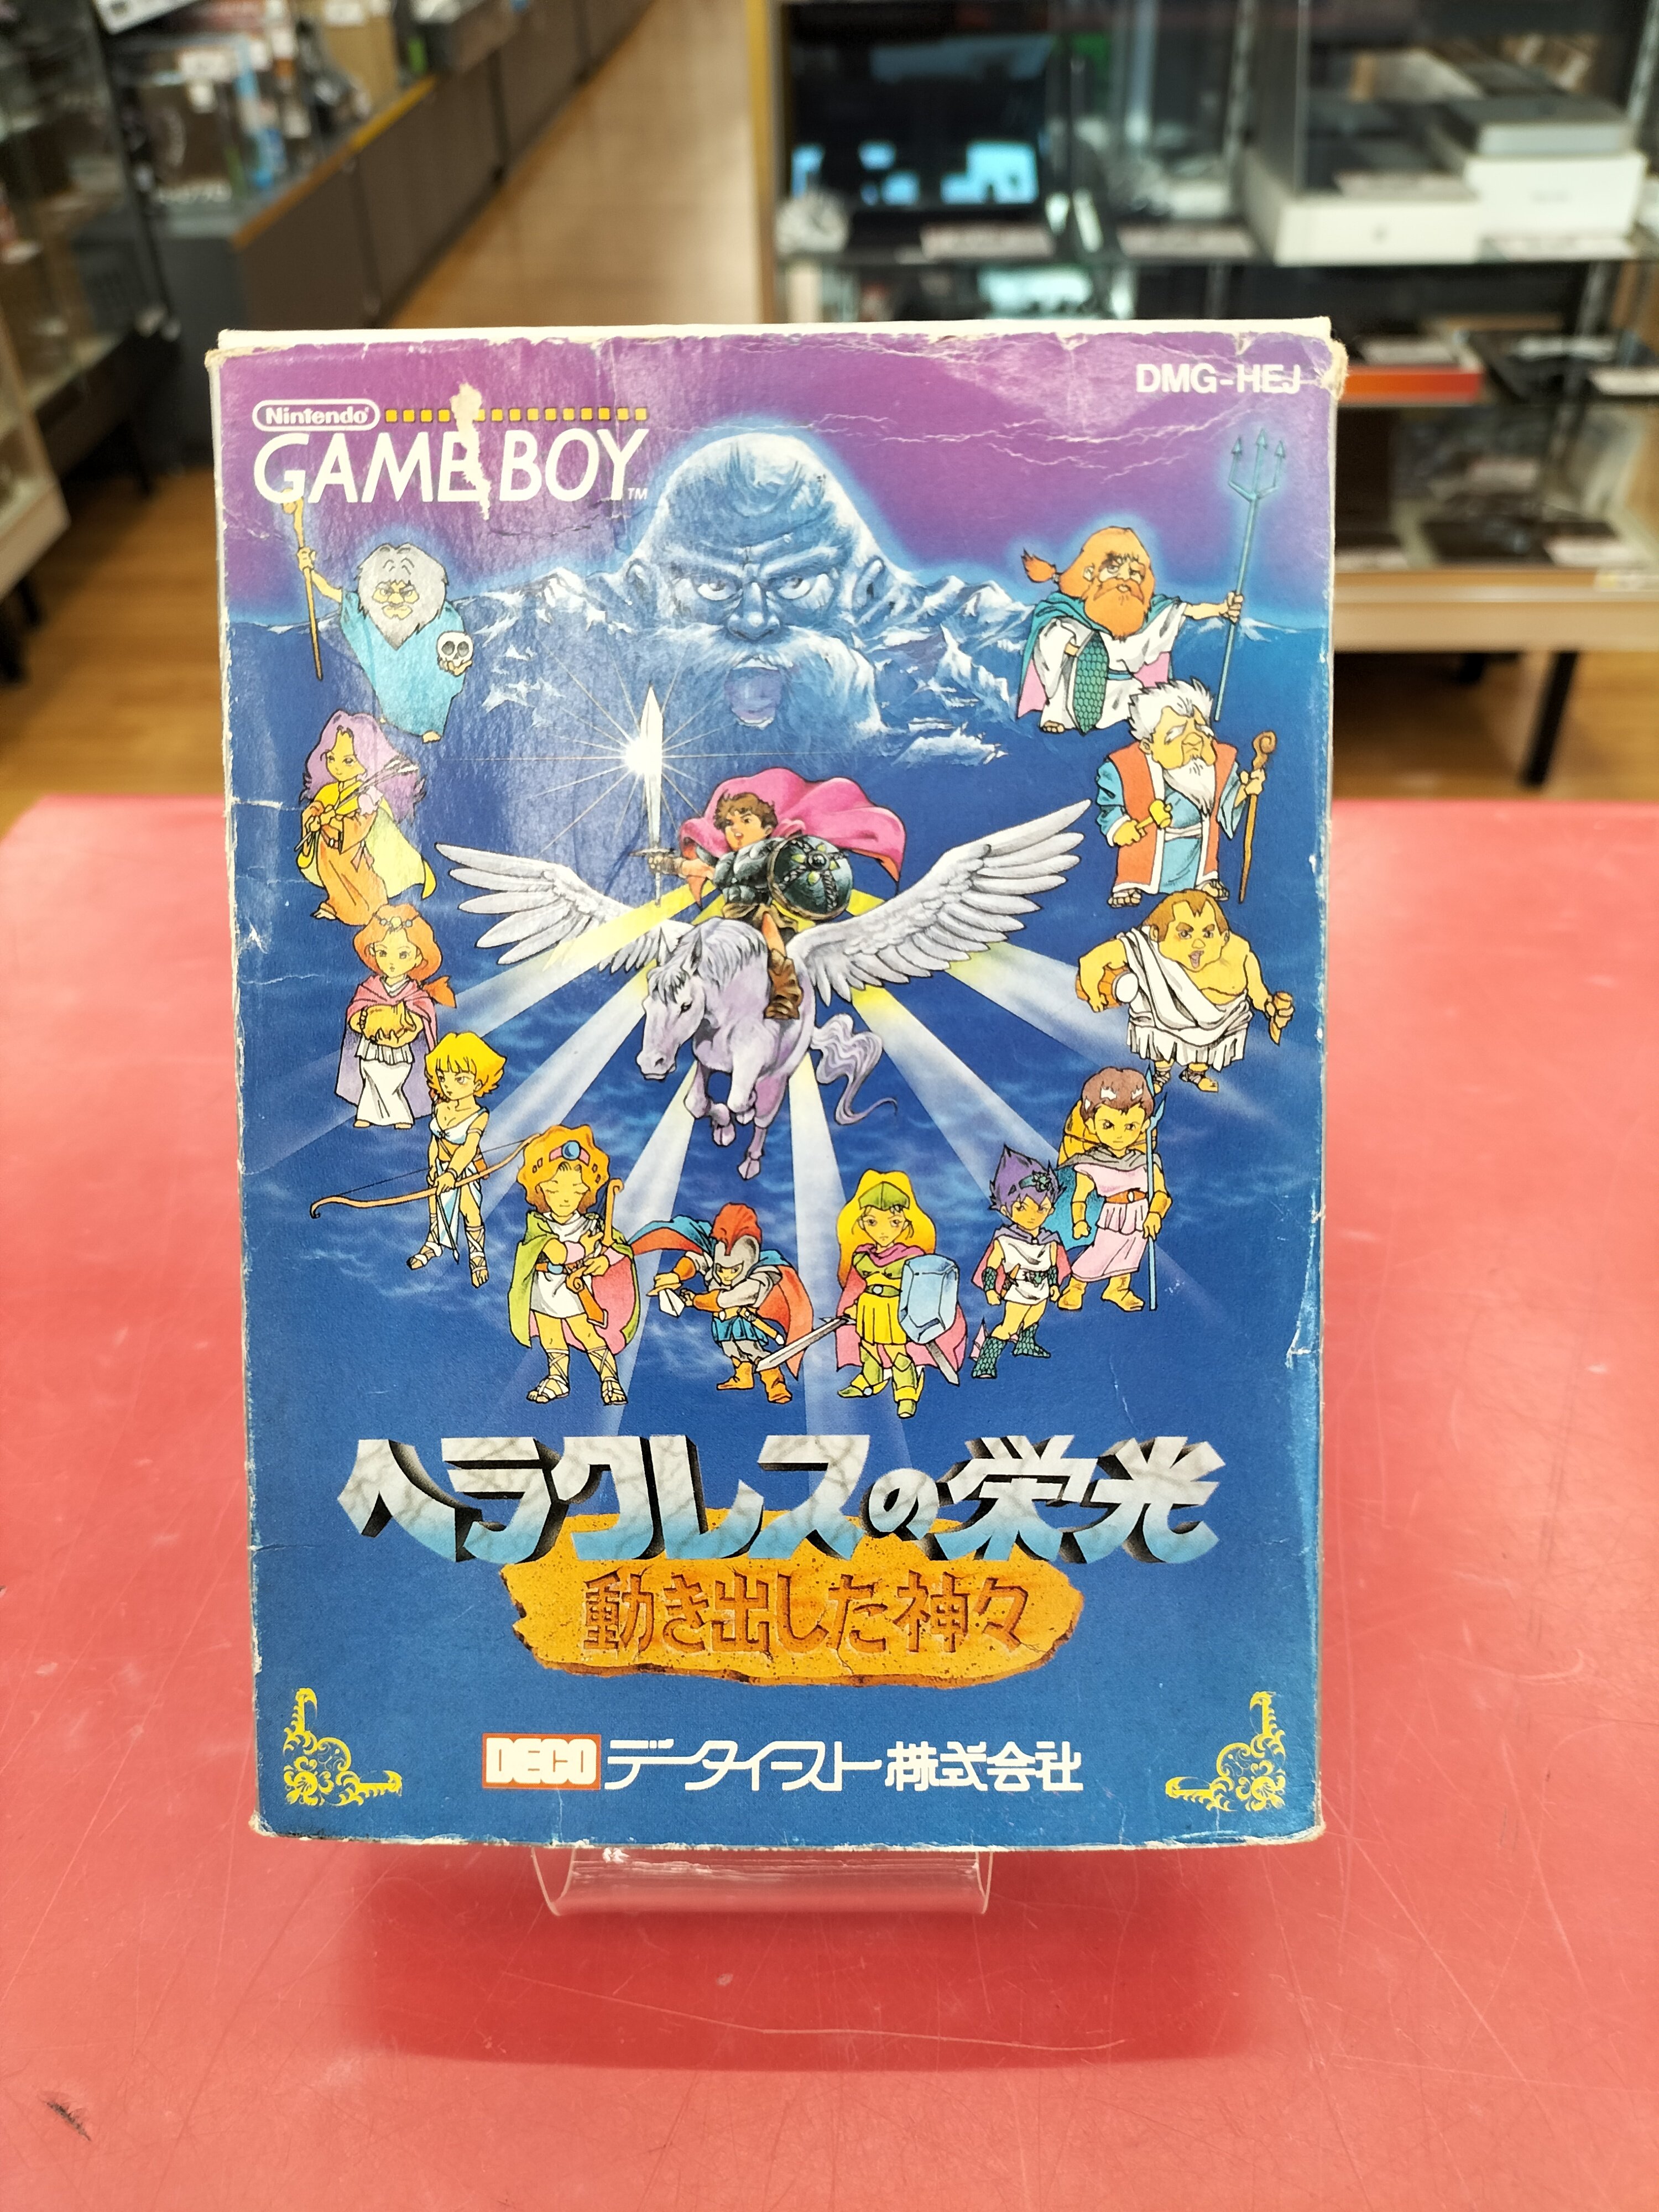 DMG-HEJ
Nintendo
GAME BOY TM
ヘラクレスの栄光
動き出した神々
DECO データイースト株式会社